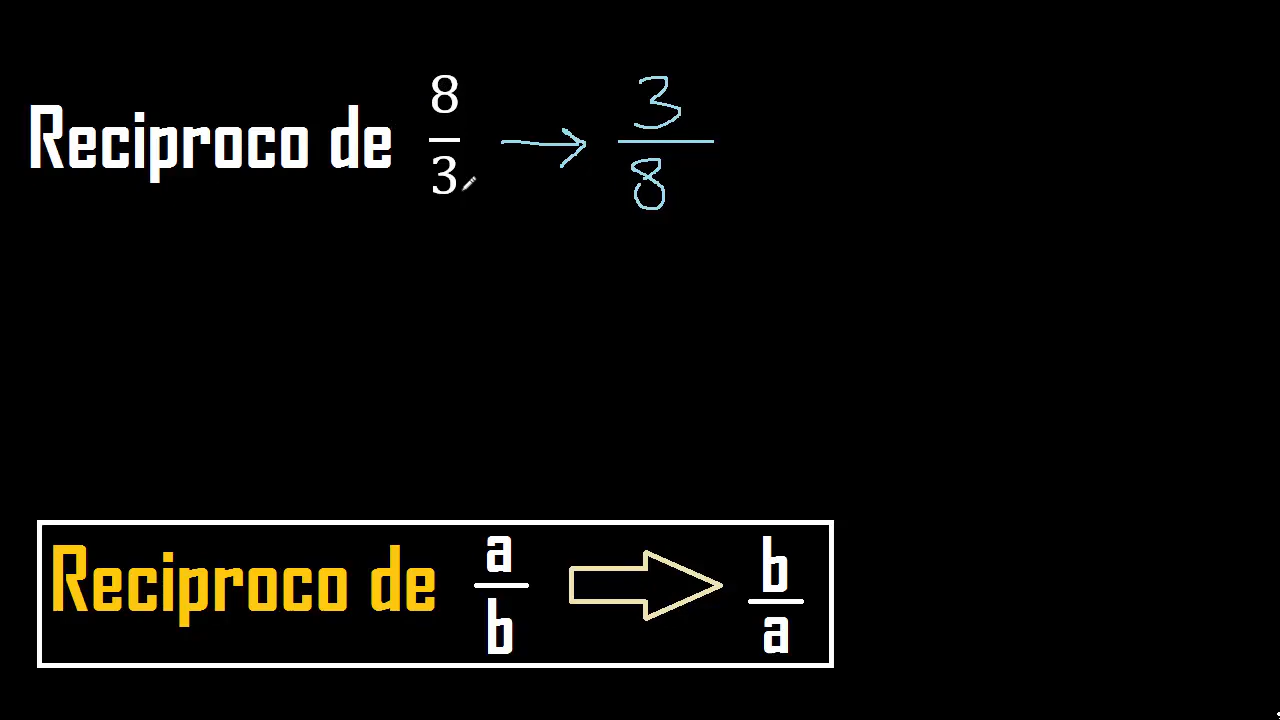 Reciproco de 8/3 → 3/8
Reciproco de a/b ⇒ b/a